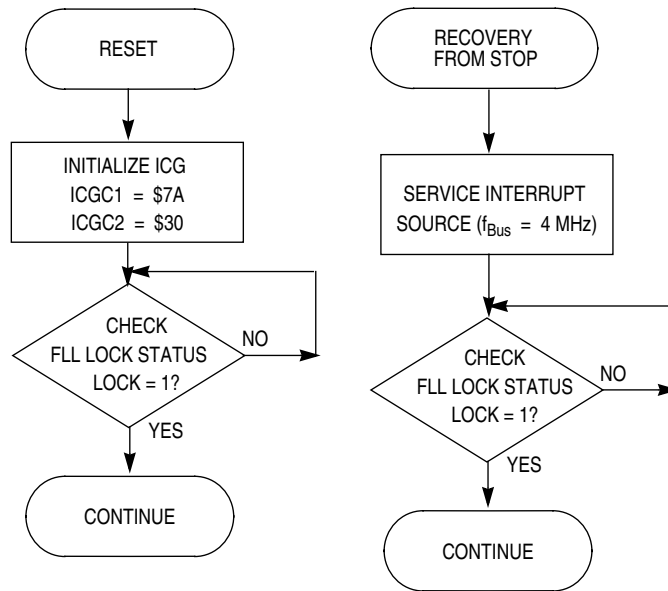 RESET
INITIALIZE ICG
ICGC1 = $7A
ICGC2 = $30
CHECK
FLL LOCK STATUS
LOCK = 1?
NO
YES
CONTINUE
RECOVERY
FROM STOP
SERVICE INTERRUPT
SOURCE (fBus = 4 MHz)
CHECK
FLL LOCK STATUS
LOCK = 1?
NO
YES
CONTINUE